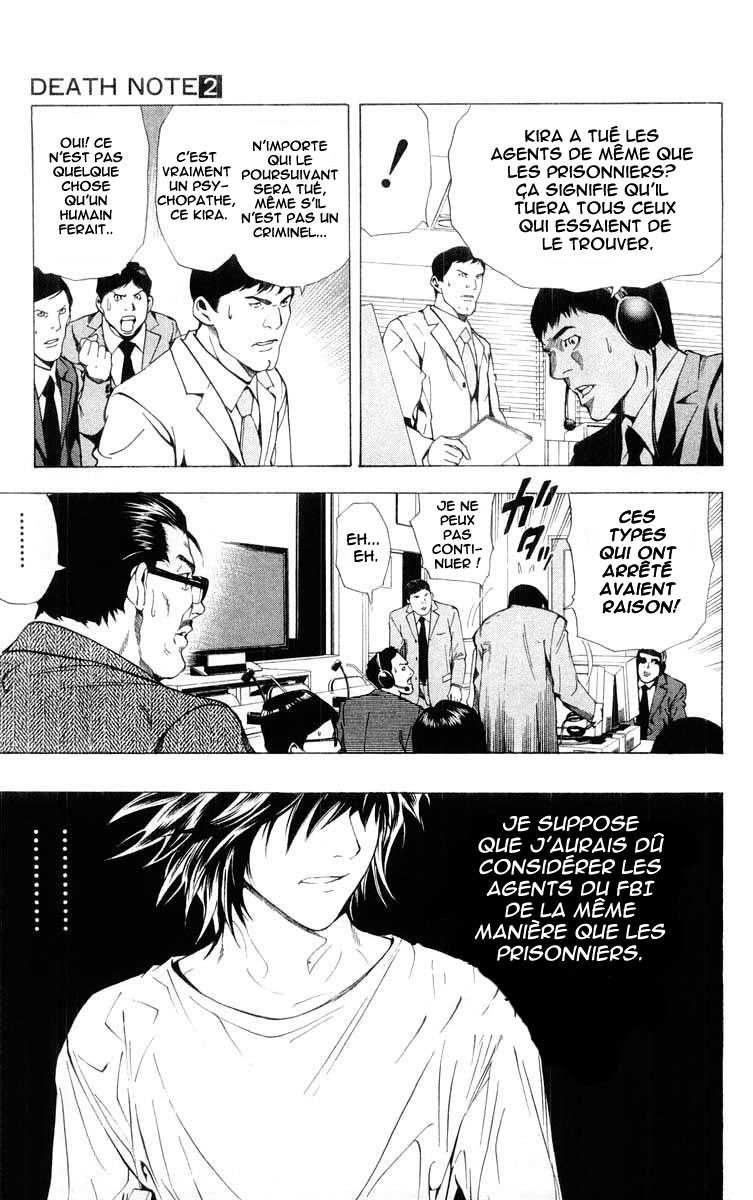 DEATH NOTE 2
KIRA A TUÉ LES
AGENTS DE MÊME QUE
LES PRISONNIERS?
ÇA SIGNIFIE QU'IL
TUERA TOUS CEUX
QUI ESSAIENT DE
LE TROUVER.
!
N'IMPORTE
QUI LE
POURSUIVANT
SERA TUÉ,
MÊME S'IL
N'EST PAS UN
CRIMINEL...
C'EST
VRAIMENT
UN PSY-
CHOPATHE,
CE KIRA.
OUI! CE
N'EST PAS
QUELQUE
CHOSE
QU'UN
HUMAIN
FERAIT..
CES
TYPES
QUI ONT
ARRÊTÉ
AVAIENT
RAISON!
ガタ
JE NE
PEUX
PAS
CONTI-
NUER !
EH...
EH.
........
JE SUPPOSE
QUE J'AURAIS DÛ
CONSIDÉRER LES
AGENTS DU FBI
DE LA MÊME
MANIÈRE QUE LES
PRISONNIERS.
........
........